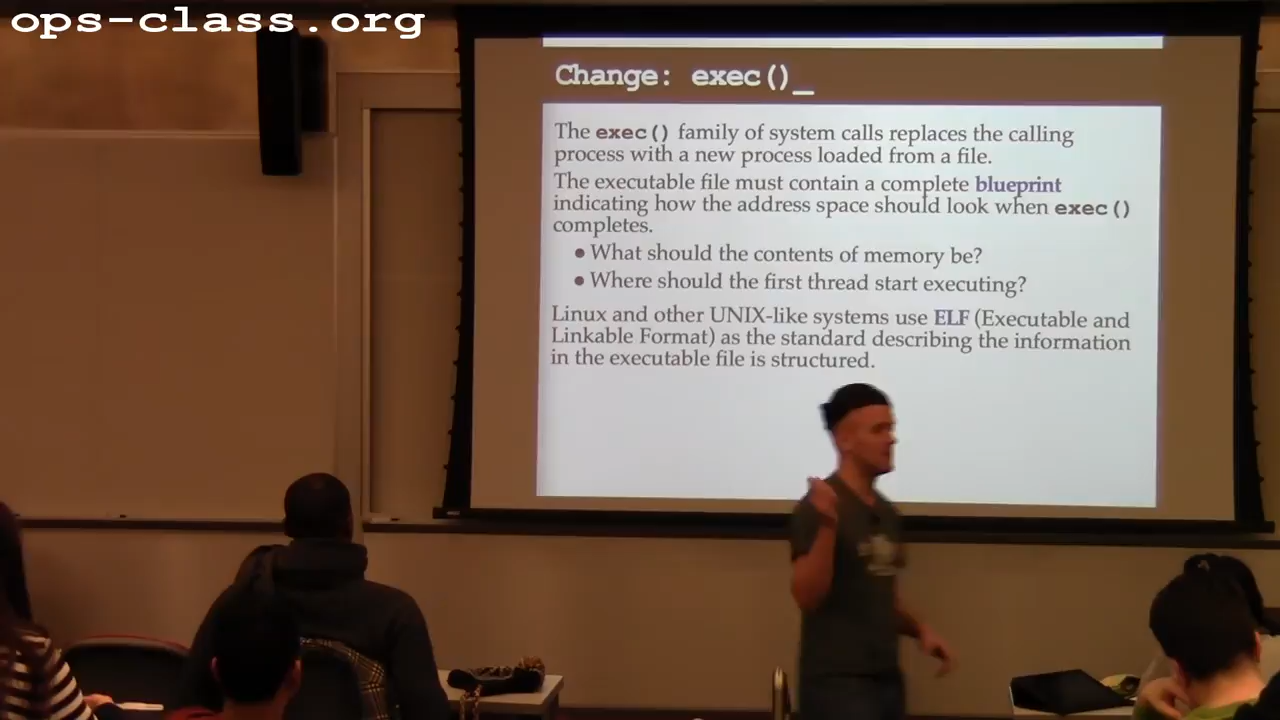 ops-class.org
Change: exec()_
The exec() family of system calls replaces the calling
process with a new process loaded from a file.
The executable file must contain a complete blueprint
indicating how the address space should look when exec()
completes.
● What should the contents of memory be?
● Where should the first thread start executing?
Linux and other UNIX-like systems use ELF (Executable and
Linkable Format) as the standard describing the information
in the executable file is structured.